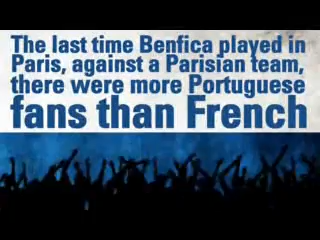 The last time Benfica played in
Paris, against a Parisian team,
there were more Portuguese
fans than French